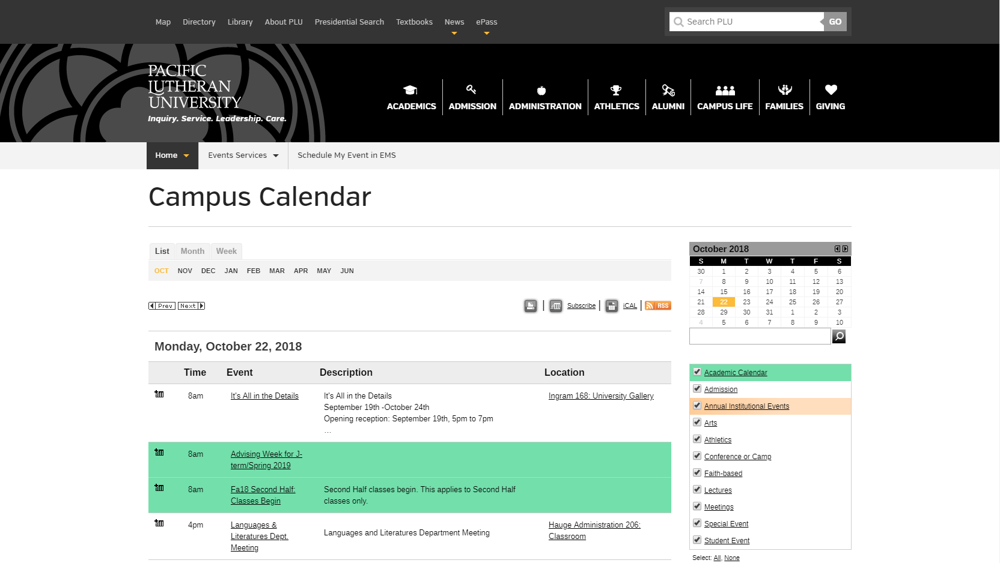 Map Directory Library About PLU Presidential Search Textbooks News ePass
Search PLU GO
PACIFIC
LUTHERAN
UNIVERSITY
Inquiry. Service. Leadership. Care.
ACADEMICS ADMISSION ADMINISTRATION ATHLETICS ALUMNI CAMPUS LIFE FAMILIES GIVING
Home Events Services Schedule My Event in EMS
Campus Calendar
List Month Week
OCT NOV DEC JAN FEB MAR APR MAY JUN
Prev Next | Subscribe | iCAL | RSS
Monday, October 22, 2018
Time Event Description Location
8am It's All in the Details It's All in the Details Ingram 168: University Gallery
September 19th -October 24th
Opening reception: September 19th, 5pm to 7pm
...
8am Advising Week for J-
term/Spring 2019
8am Fa18 Second Half: Second Half classes begin. This applies to Second Half
Classes Begin classes only.
4pm Languages & Hauge Administration 206:
Literatures Dept. Languages and Literatures Department Meeting Classroom
Meeting
October 2018
S M T W T F S
30 1 2 3 4 5 6
7 8 9 10 11 12 13
14 15 16 17 18 19 20
21 22 23 24 25 26 27
28 29 30 31 1 2 3
4 5 6 7 8 9 10
Academic Calendar
Admission
Annual Institutional Events
Arts
Athletics
Conference or Camp
Faith-based
Lectures
Meetings
Special Event
Student Event
Select: All, None